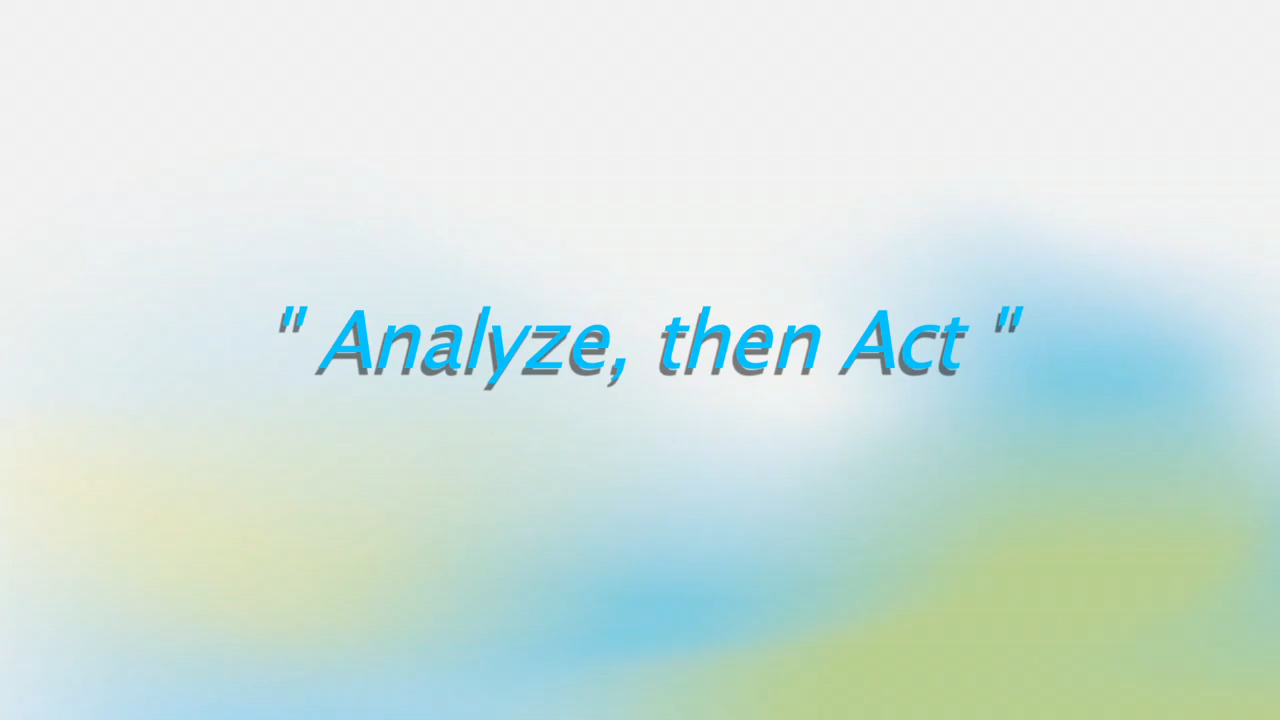 " Analyze, then Act "